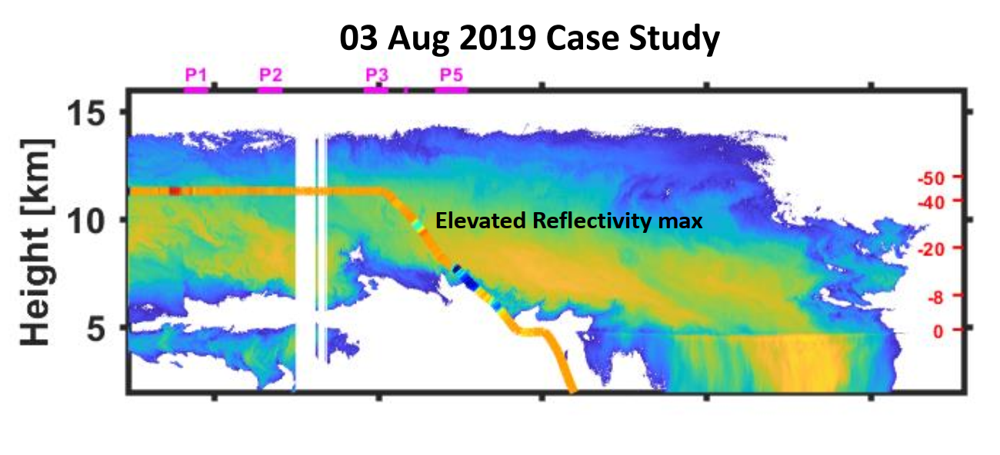 03 Aug 2019 Case Study
P1 P2 P3 P5
15
10
5
Height [km]
Elevated Reflectivity max
-50
-40
-20
-8
0